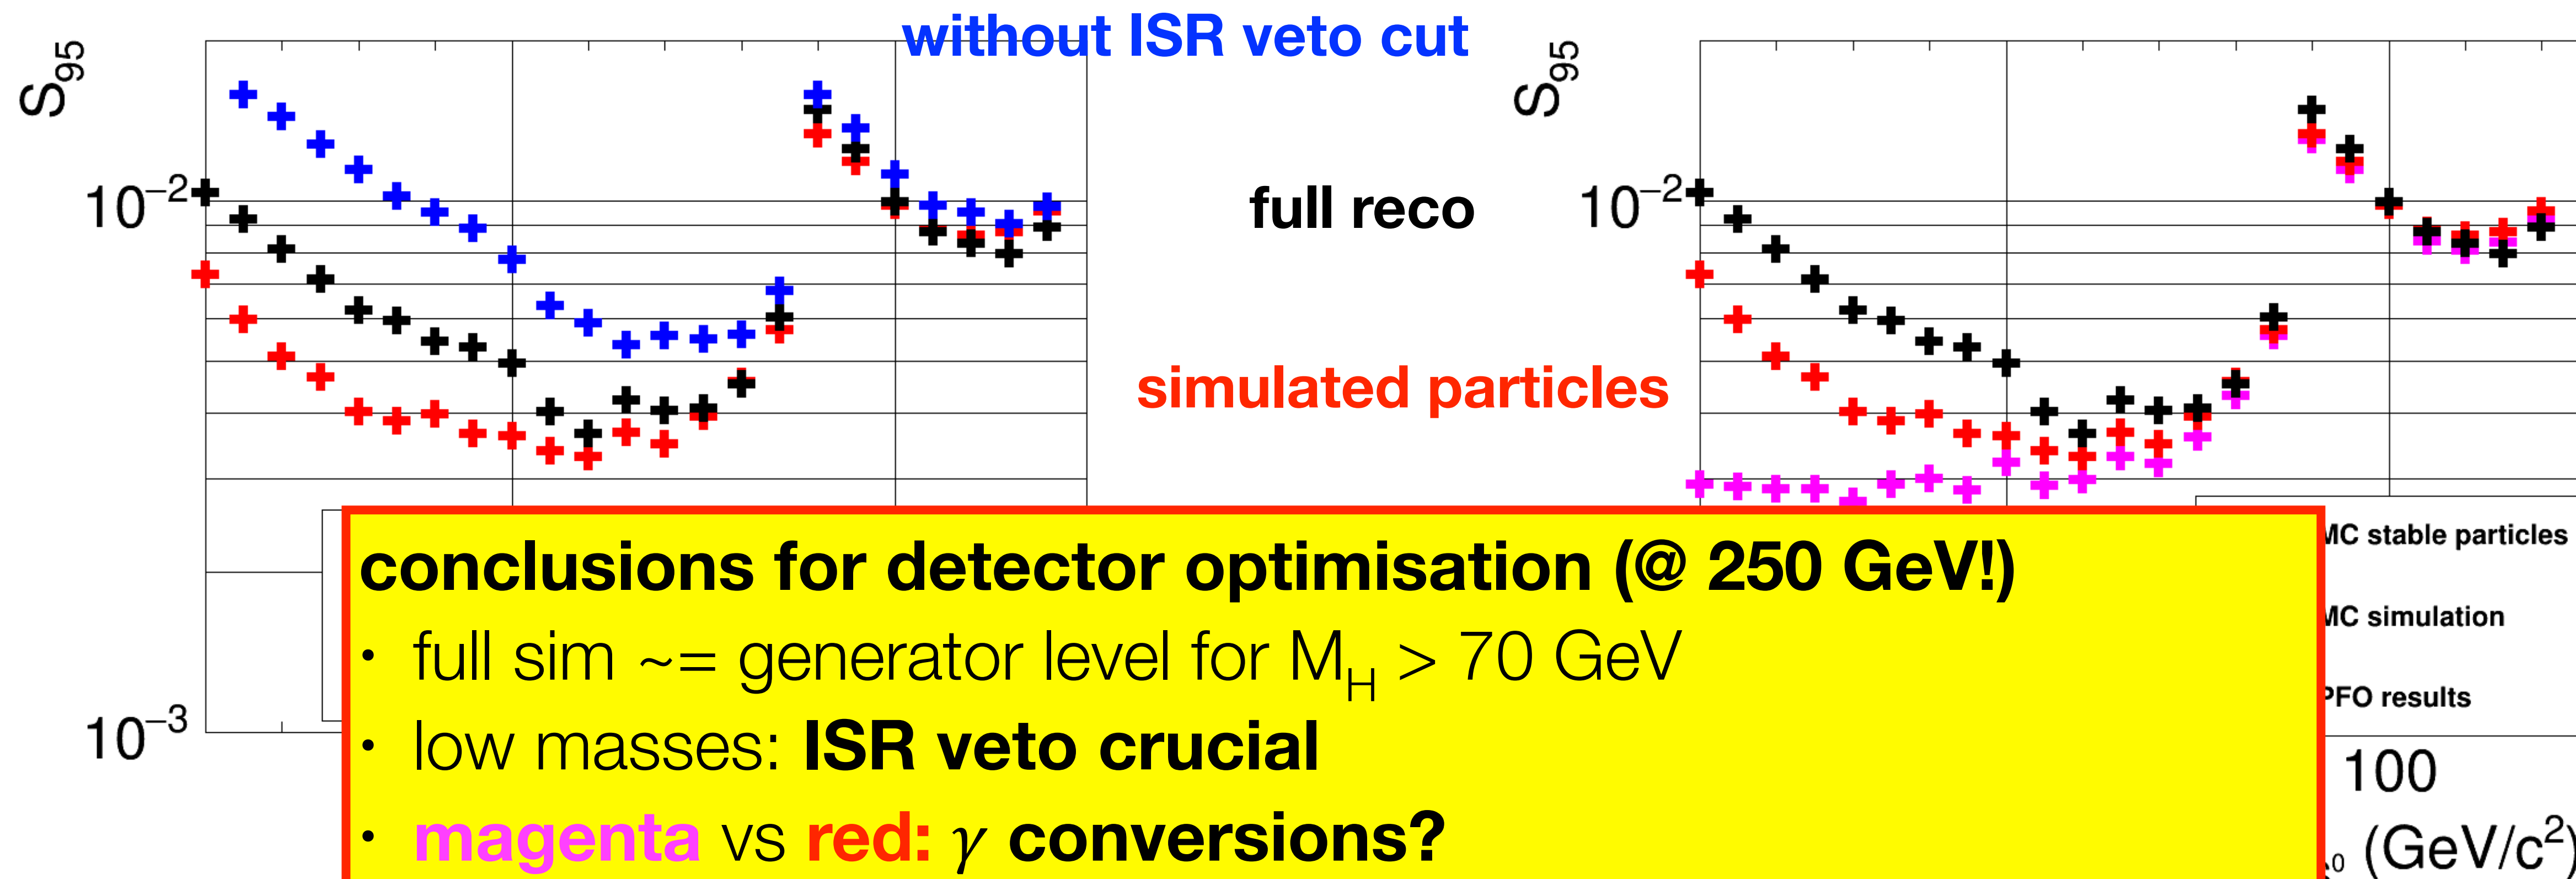 without ISR veto cut
S95
S95
10−2
full reco
10−2
simulated particles
conclusions for detector optimisation (@ 250 GeV!)
MC stable particles
• full sim ~= generator level for MH > 70 GeV
MC simulation
PFO results
10−3
• low masses: ISR veto crucial
100
• magenta vs red: γ conversions?
0 (GeV/c2)